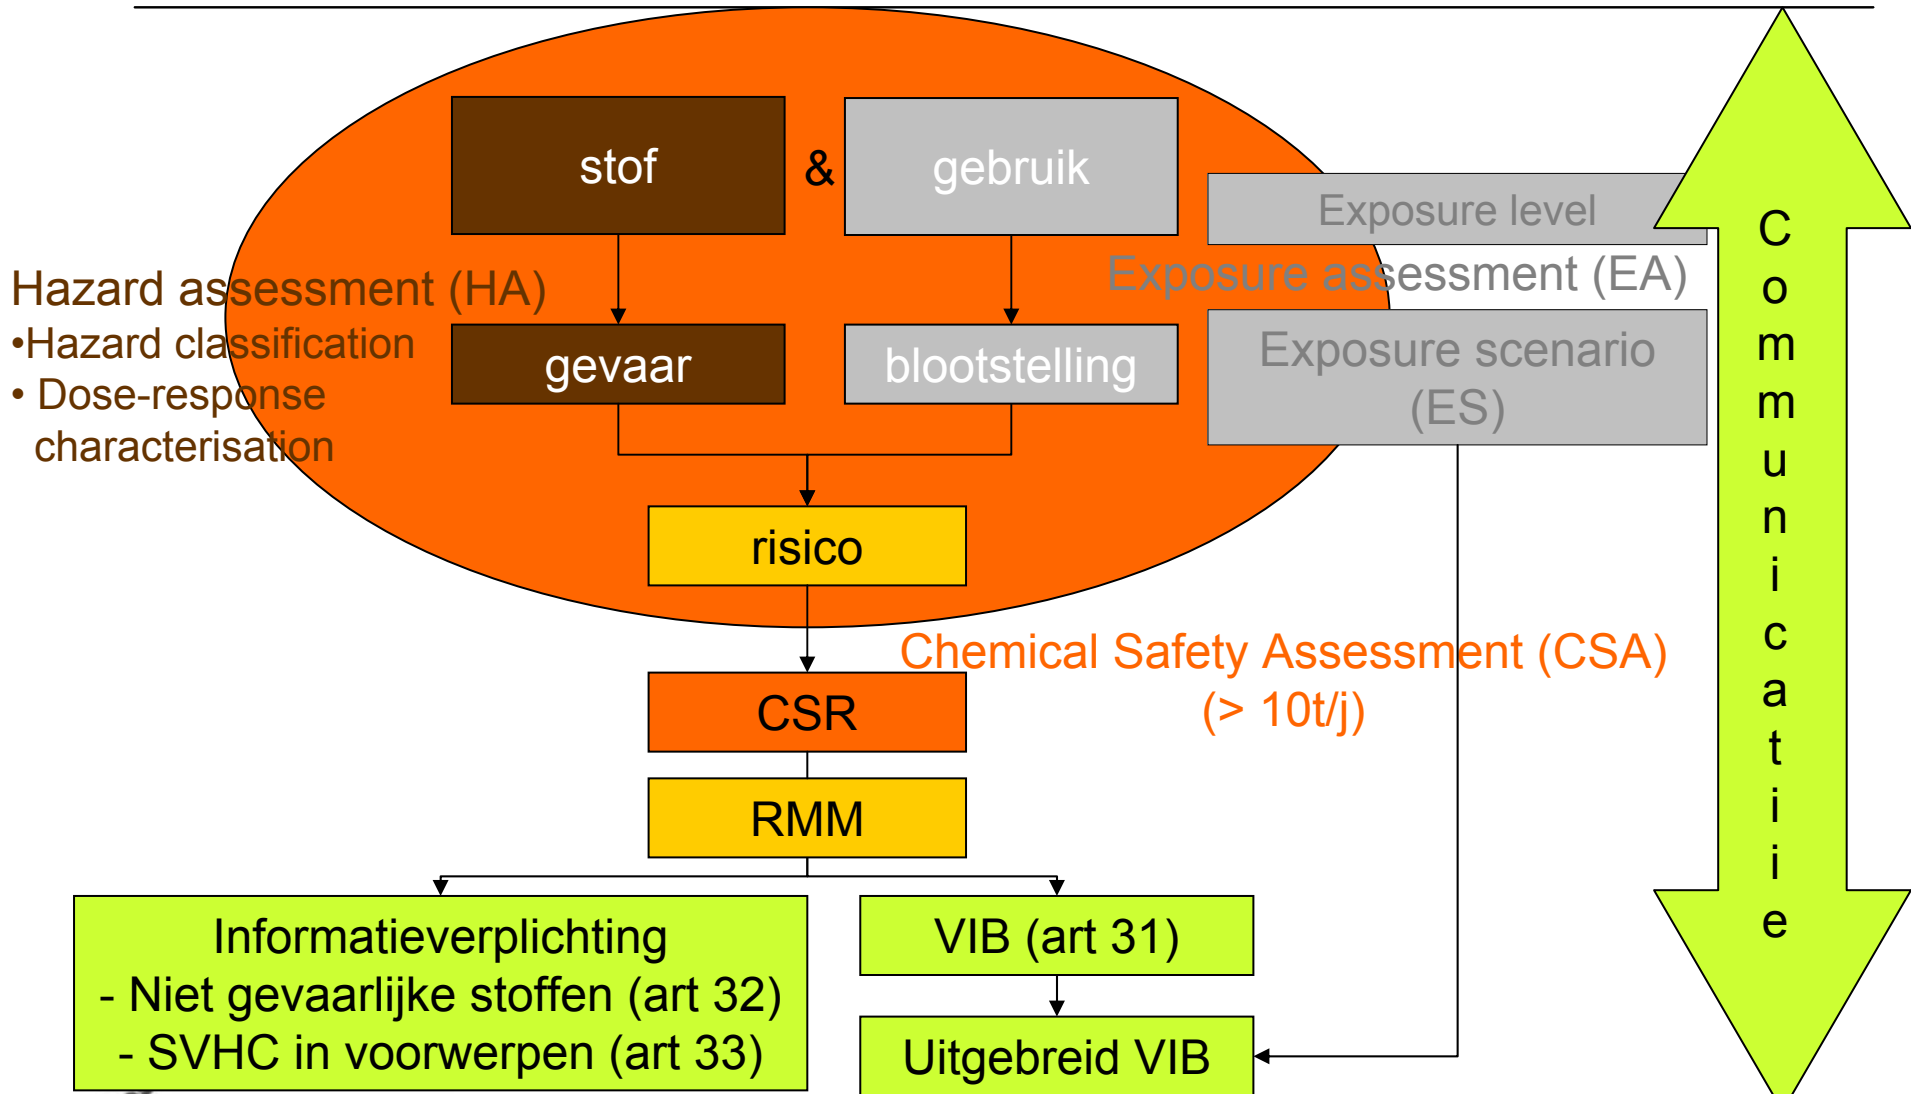 stof
&
gebruik
Exposure level
Exposure assessment (EA)
Hazard assessment (HA)
•Hazard classification
• Dose-response
characterisation
gevaar
blootstelling
Exposure scenario
(ES)
risico
Chemical Safety Assessment (CSA)
(> 10t/j)
CSR
RMM
Informatieverplichting
- Niet gevaarlijke stoffen (art 32)
- SVHC in voorwerpen (art 33)
VIB (art 31)
Uitgebreid VIB
C
o
m
m
u
n
i
c
a
t
i
i
e